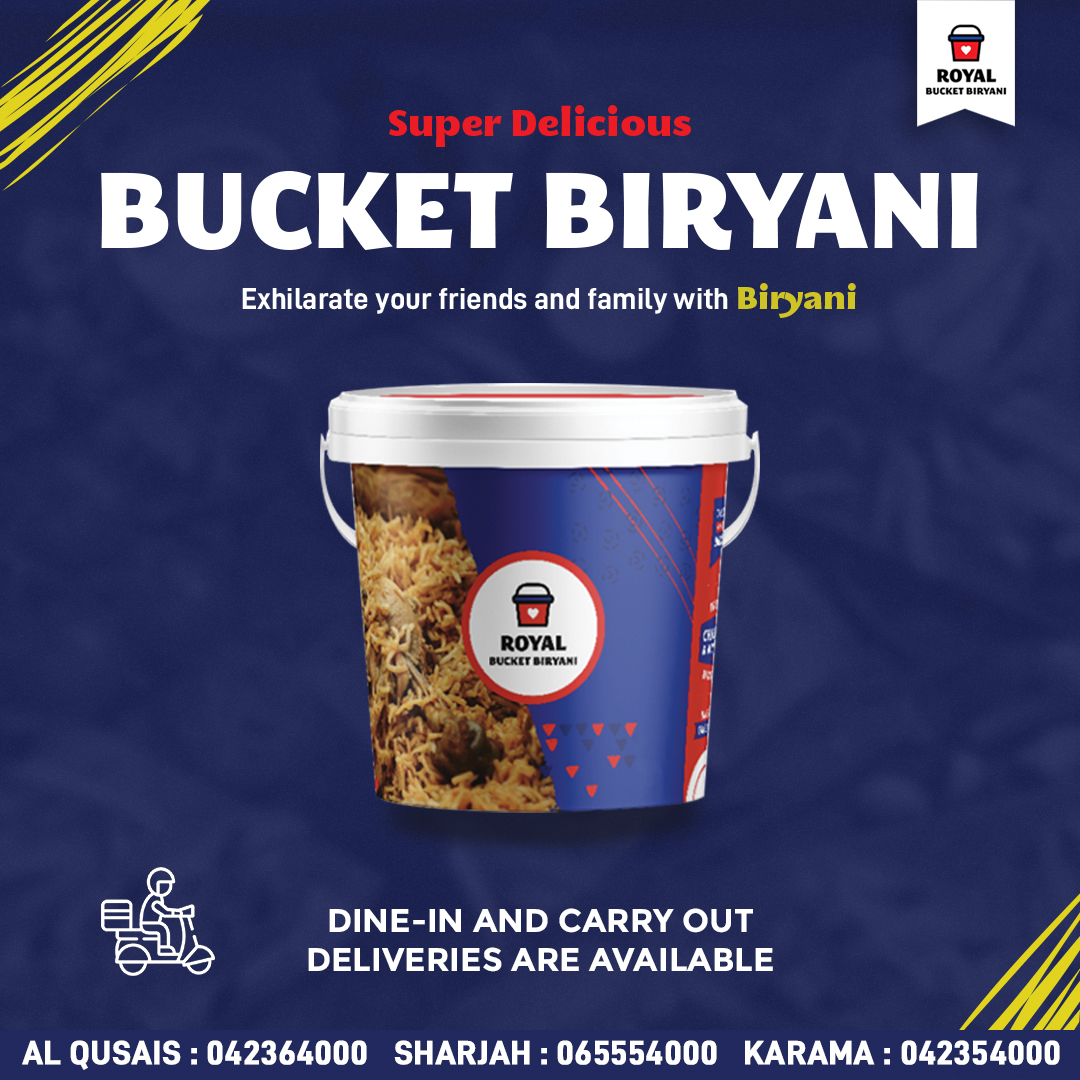 ROYAL
BUCKET BIRYANI
Super Delicious
BUCKET BIRYANI
Exhilarate your friends and family with Biryani
ROYAL
BUCKET BIRYANI
DINE-IN AND CARRY OUT
DELIVERIES ARE AVAILABLE
AL QUSAIS : 042364000 SHARJAH : 065554000 KARAMA : 042354000